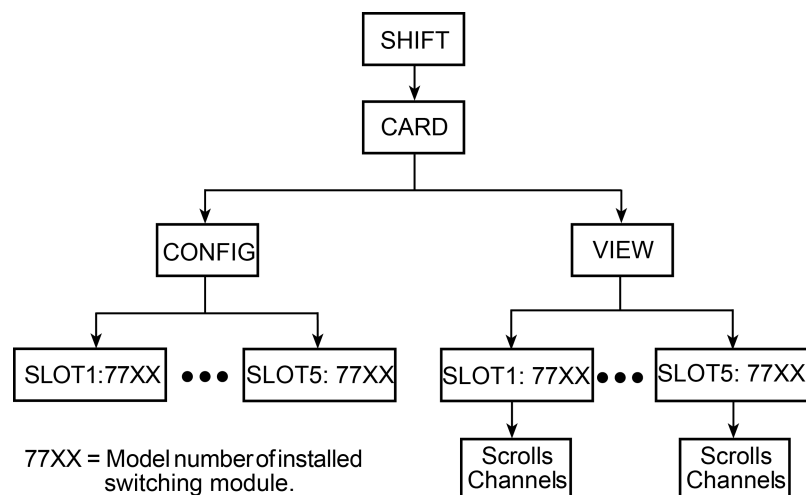 SHIFT
CARD
CONFIG
VIEW
SLOT1:77XX
SLOT5: 77XX
SLOT1: 77XX
SLOT5: 77XX
Scrolls
Channels
Scrolls
Channels
77XX = Model number of installed
switching module.